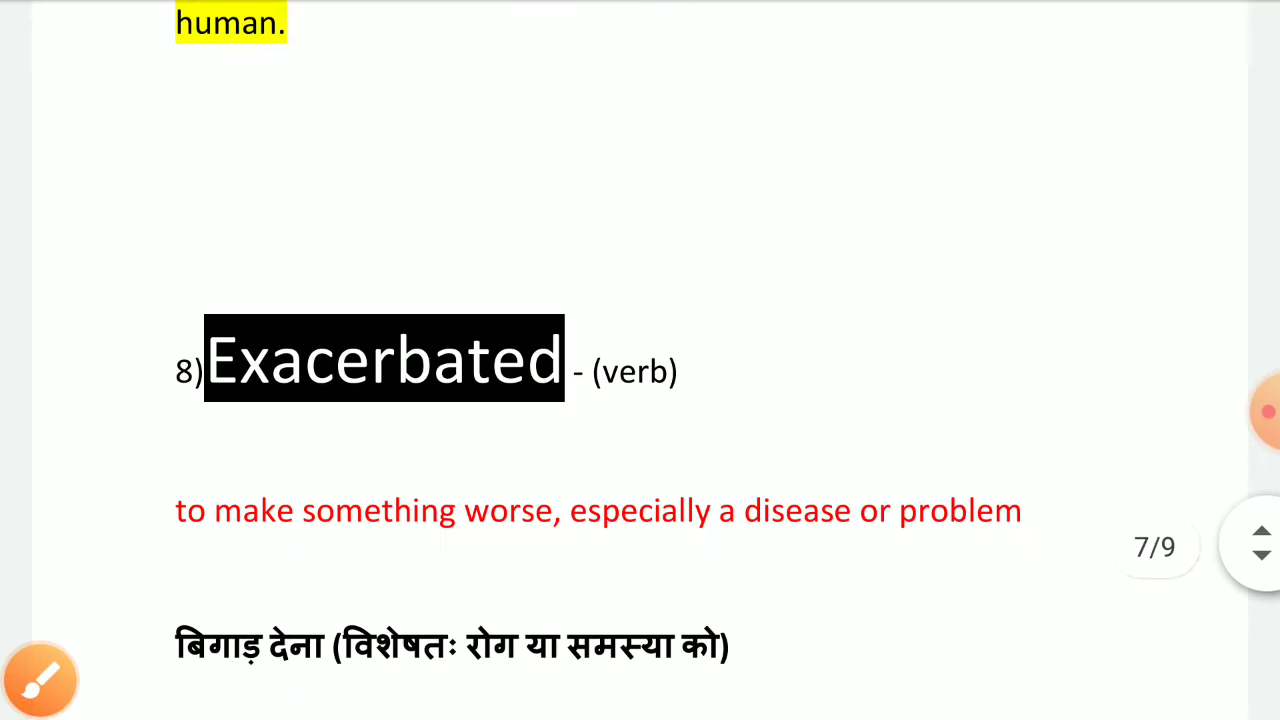 human.
8)Exacerbated - (verb)
to make something worse, especially a disease or problem
7/9
बिगाड़ देना (विशेषतः रोग या समस्या को)